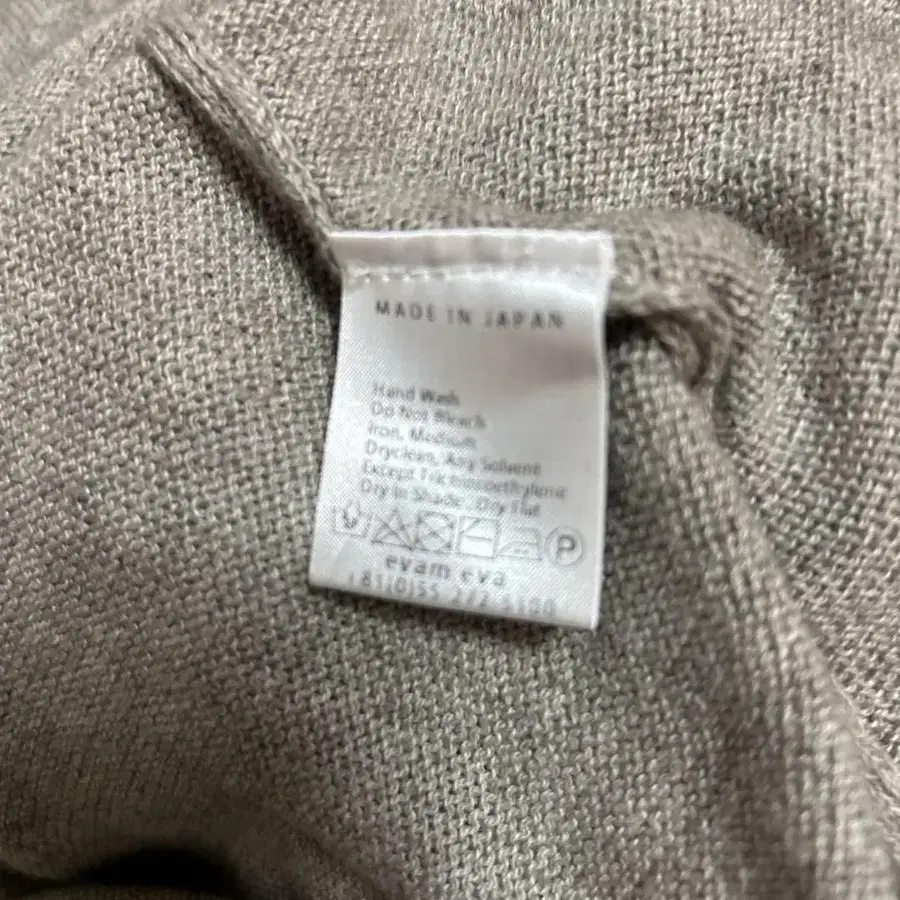 MADE IN JAPAN
Hand Wash
Do Not Bleach
Iron, Medium
Dryclean, Any Solvent
Except Trichloroethylene
Dry In Shade, Dry Flat
P
evam eva